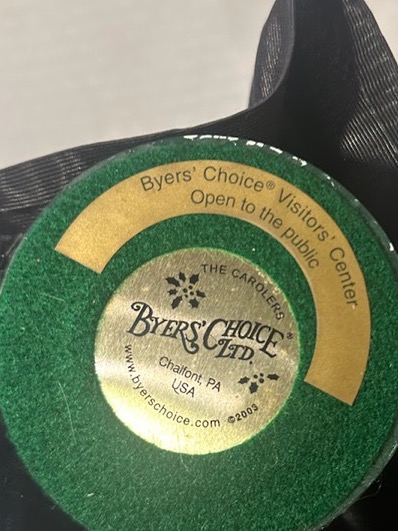 Byers' Choice® Visitors' Center
Open to the public
THE CAROLERS®
BYERS' CHOICE
LTD.
Chalfont, PA
USA
www.byerschoice.com ©2003